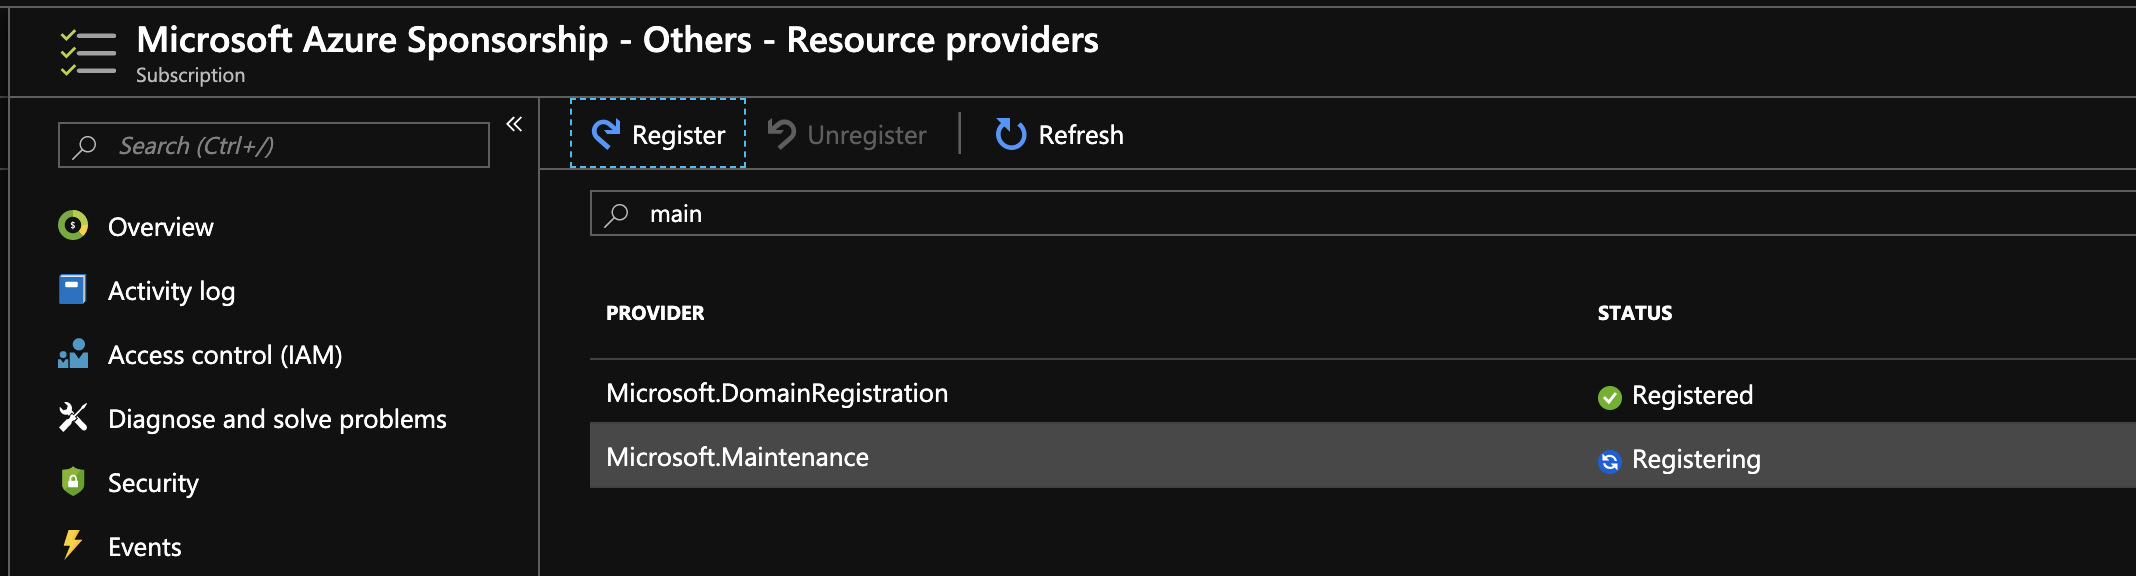 Microsoft Azure Sponsorship - Others - Resource providers
Subscription
Search (Ctrl+/)
«
Overview
Activity log
Access control (IAM)
Diagnose and solve problems
Security
Events
Register
Unregister
Refresh
main
PROVIDER STATUS
Microsoft.DomainRegistration Registered
Microsoft.Maintenance Registering